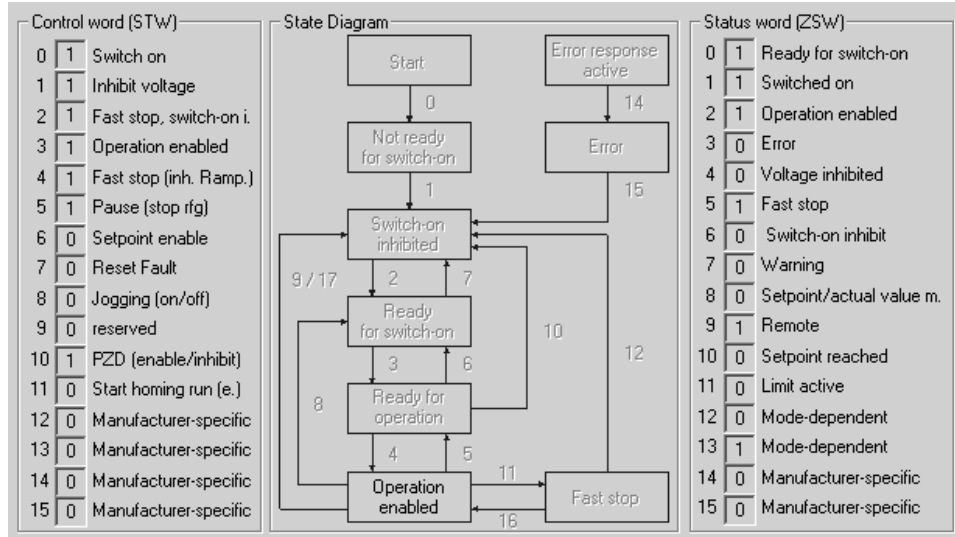 Control word (STW)
0 1 Switch on
1 1 Inhibit voltage
2 1 Fast stop, switch-on i.
3 1 Operation enabled
4 1 Fast stop (inh. Ramp.)
5 1 Pause (stop rfg)
6 0 Setpoint enable
7 0 Reset Fault
8 0 Jogging (on/off)
9 0 reserved
10 1 PZD (enable/inhibit)
11 0 Start homing run (e.)
12 0 Manufacturer-specific
13 0 Manufacturer-specific
14 0 Manufacturer-specific
15 0 Manufacturer-specific
State Diagram
Start
Error response
active
0
14
Not ready
for switch-on
Error
1
15
Switch-on
inhibited
9 / 17
2
7
Ready
for switch-on
10
12
3
6
8
Ready for
operation
4
5
Operation
enabled
11
Fast stop
16
Status word (ZSW)
0 1 Ready for switch-on
1 1 Switched on
2 1 Operation enabled
3 0 Error
4 0 Voltage inhibited
5 1 Fast stop
6 0 Switch-on inhibit
7 0 Warning
8 0 Setpoint/actual value m.
9 1 Remote
10 0 Setpoint reached
11 0 Limit active
12 0 Mode-dependent
13 1 Mode-dependent
14 0 Manufacturer-specific
15 0 Manufacturer-specific